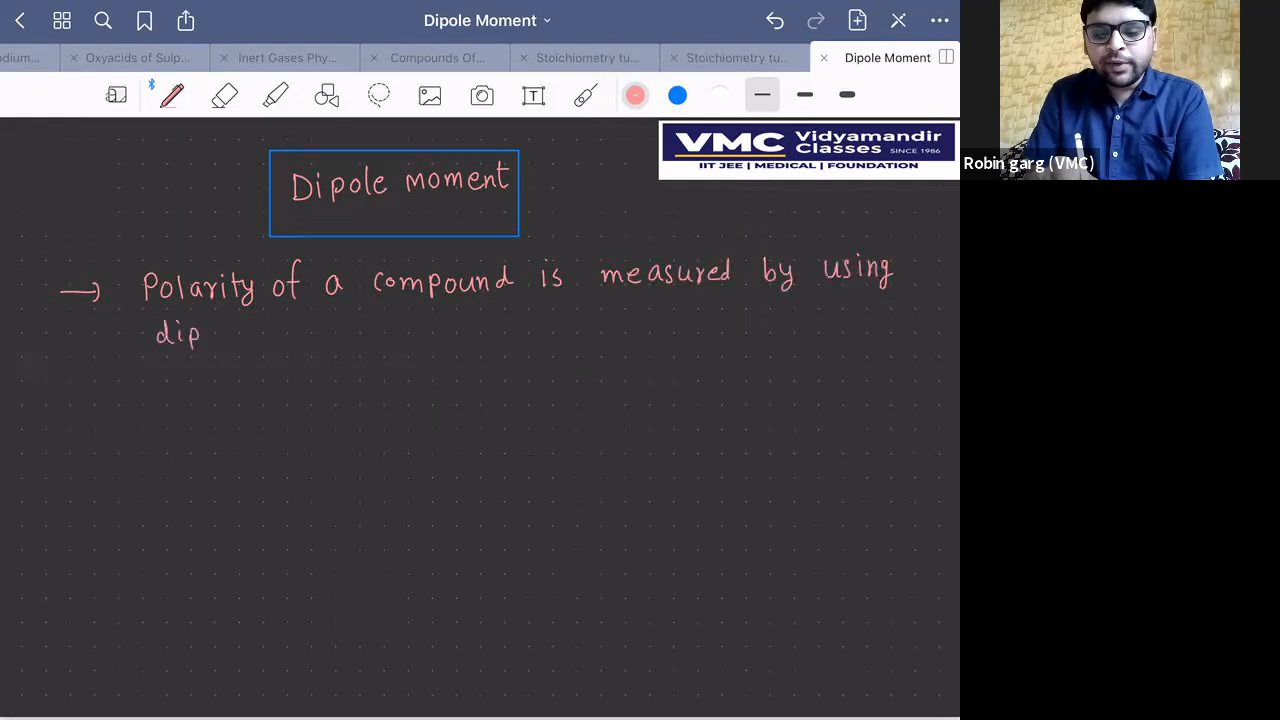 Dipole Moment
odium...
Oxyacids of Sulp...
Inert Gases Phy...
Compounds Of...
Stoichiometry tu...
Stoichiometry tu...
Dipole Moment
T
VMC Vidyamandir Classes SINCE 1986
IIT JEE | MEDICAL | FOUNDATION
Robin garg (VMC)
Dipole moment
→ Polarity of a compound is measured by using
dip